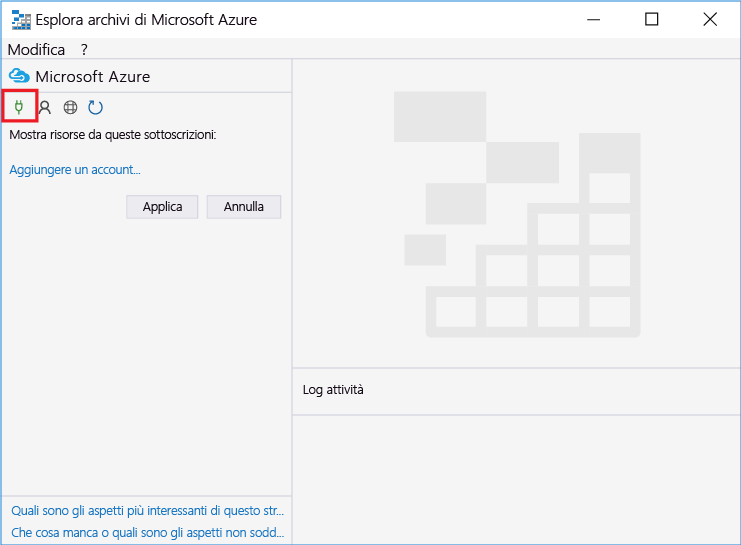 Esplora archivi di Microsoft Azure
Modifica ?
Microsoft Azure
Mostra risorse da queste sottoscrizioni:
Aggiungere un account...
Applica Annulla
Log attività
Quali sono gli aspetti più interessanti di questo str...
Che cosa manca o quali sono gli aspetti non sodd...